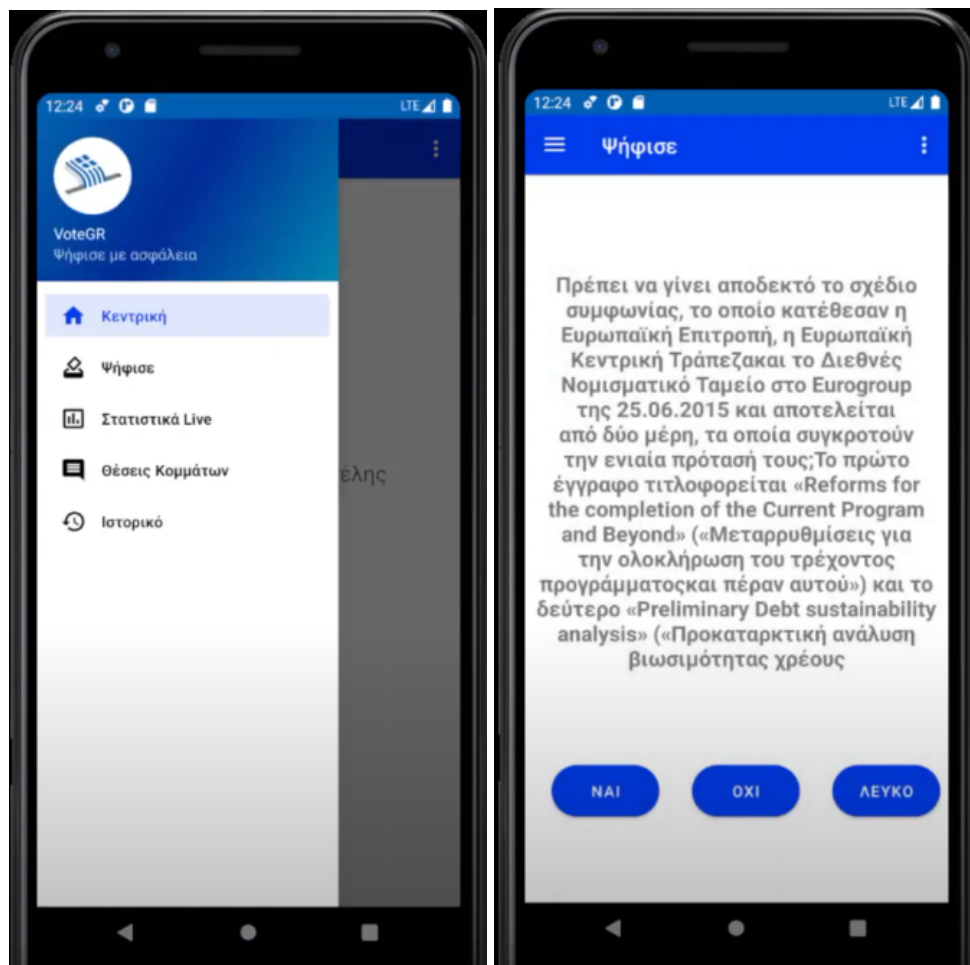 12:24
LTE
VoteGR
Ψήφισε με ασφάλεια
Κεντρική
Ψήφισε
Στατιστικά Live
Θέσεις Κομμάτων
Ιστορικό
έλης
12:24
LTE
Ψήφισε
Πρέπει να γίνει αποδεκτό το σχέδιο
συμφωνίας, το οποίο κατέθεσαν η
Ευρωπαϊκή Επιτροπή, η Ευρωπαϊκή
Κεντρική Τράπεζακαι το Διεθνές
Νομισματικό Ταμείο στο Eurogroup
της 25.06.2015 και αποτελείται
από δύο μέρη, τα οποία συγκροτούν
την ενιαία πρότασή τους;Το πρώτο
έγγραφο τιτλοφορείται «Reforms for
the completion of the Current Program
and Beyond» («Μεταρρυθμίσεις για
την ολοκλήρωση του τρέχοντος
προγράμματοςκαι πέραν αυτού») και το
δεύτερο «Preliminary Debt sustainability
analysis» («Προκαταρκτική ανάλυση
βιωσιμότητας χρέους
ΝΑΙ
ΟΧΙ
ΛΕΥΚΟ